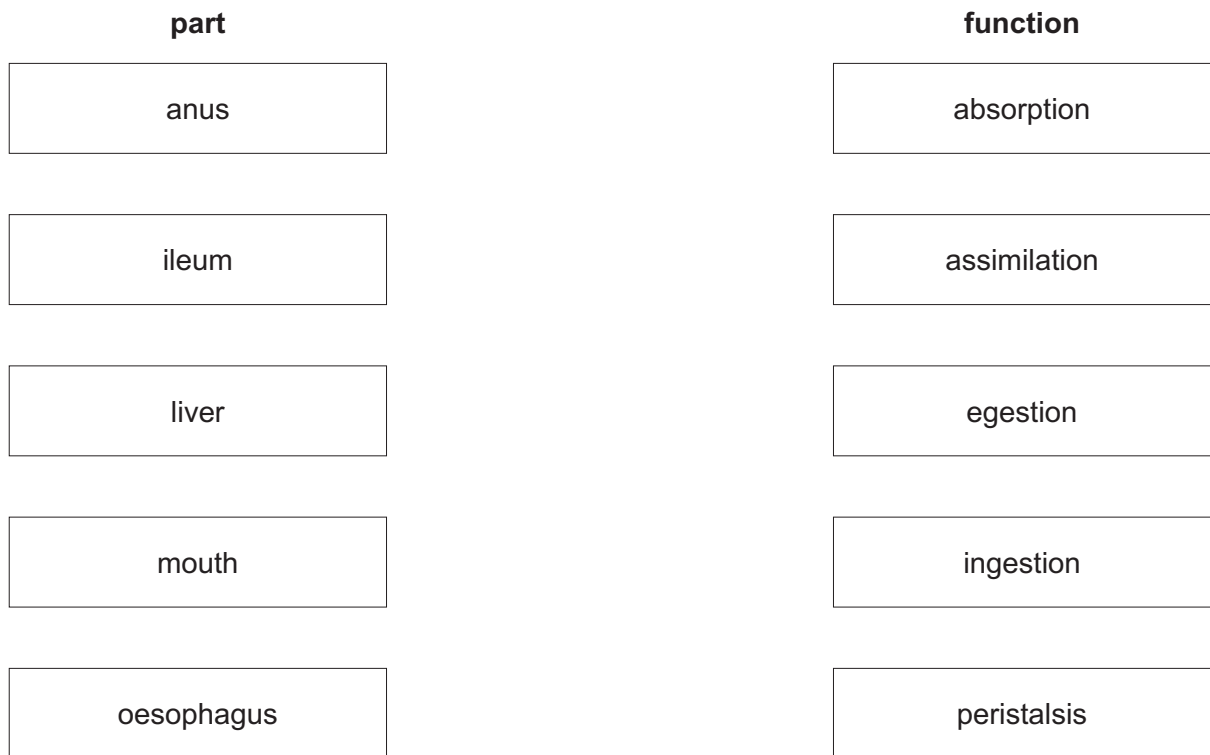 part function
anus absorption
ileum assimilation
liver egestion
mouth ingestion
oesophagus peristalsis